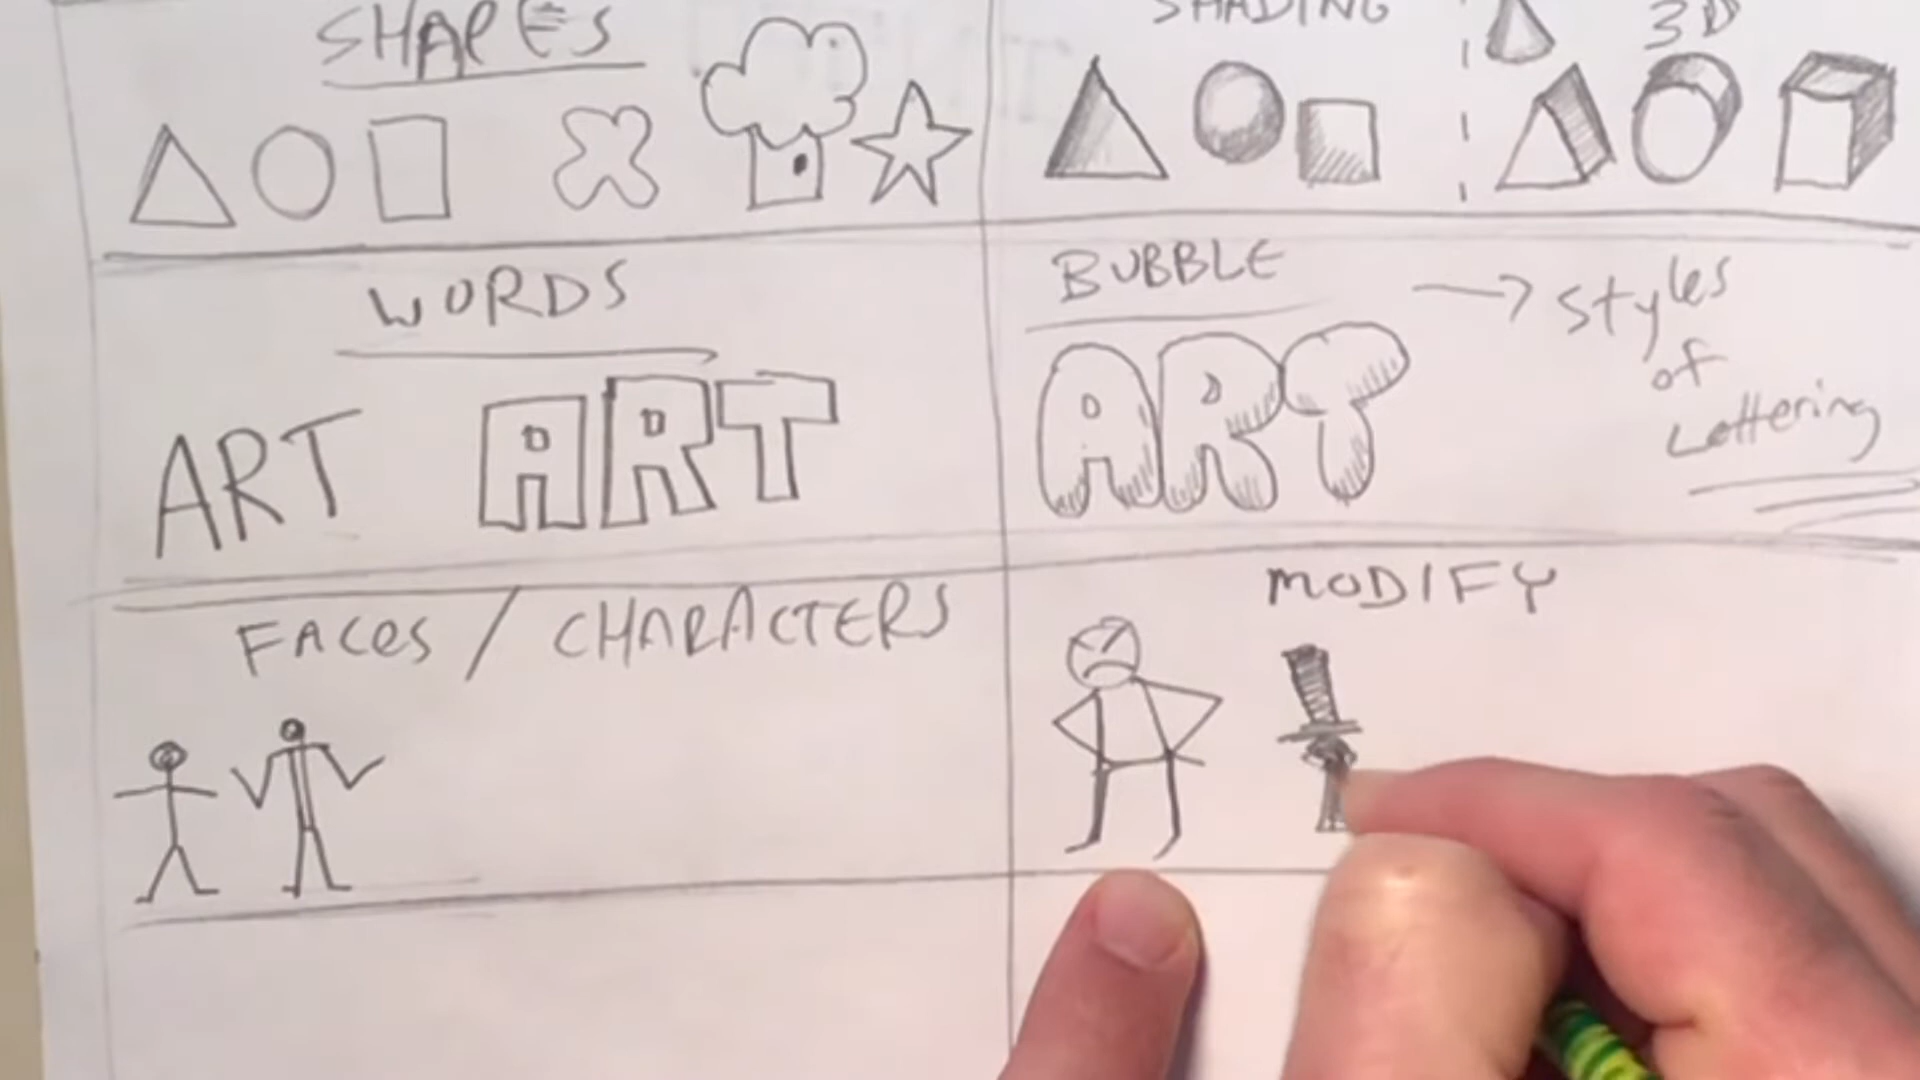 SHAPES
SHADING
3D
WORDS
ART ART
BUBBLE → styles
of
Lettering
ART
FACes / CHARACTERS
MODIFY